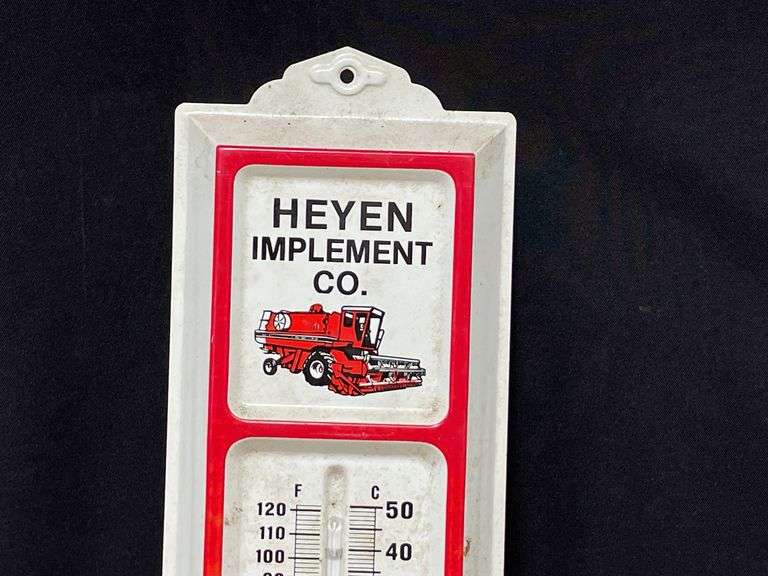 HEYEN
IMPLEMENT
CO.
F C
120 50
110
100 40